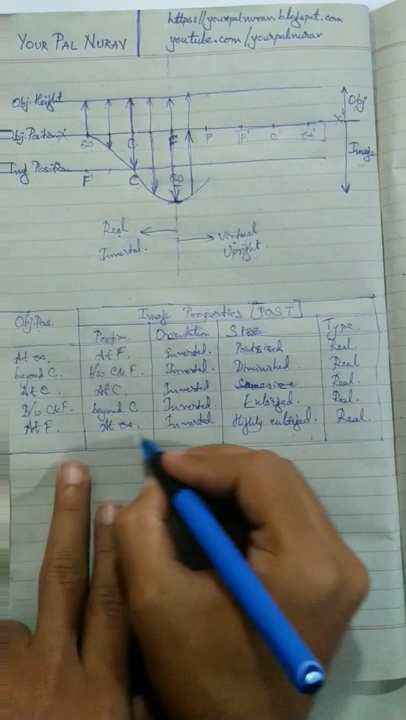 YOUR PAL NURAV
https://yourpalnurav.blogspot.com
youtube.com/yourpalnurav
Obj. Height
Obj
Obj Position X
∞ C F P F' C' ∞'
X'
Image
Img Position
F C ∞
Real
Inverted.
Virtual
Upright.
Obj Pos.
Image Properties [POST]
Position Orientation Size Type
At ∞. At F. Inverted. Pointsized Real.
beyond C. b/w C & F. Inverted. Diminished Real.
At C. At C. Inverted. Samesize Real.
B/w C & F. beyond C. Inverted. Enlarged. Real.
At F. At ∞. Inverted Highly enlarged. Real.